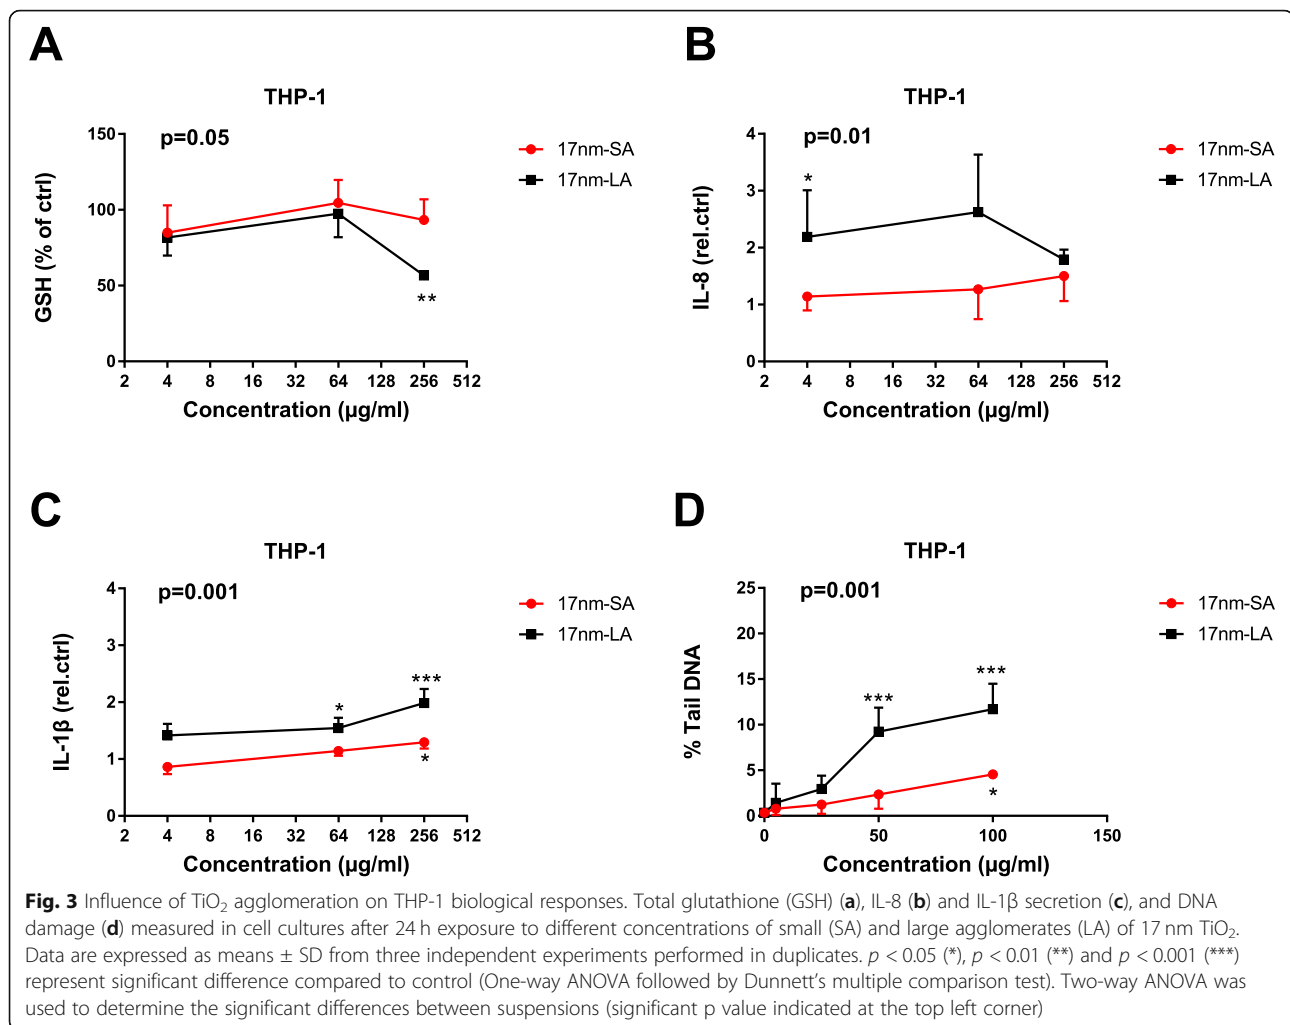 A
THP-1
p=0.05
150
100
50
0
GSH (% of ctrl)
**
2 4 8 16 32 64 128 256 512
Concentration (µg/ml)
17nm-SA
17nm-LA
B
THP-1
p=0.01
4
3
2
1
0
IL-8 (rel.ctrl)
*
2 4 8 16 32 64 128 256 512
Concentration (µg/ml)
17nm-SA
17nm-LA
C
THP-1
p=0.001
4
3
2
1
0
IL-1β (rel.ctrl)
*
***
*
2 4 8 16 32 64 128 256 512
Concentration (µg/ml)
17nm-SA
17nm-LA
D
THP-1
p=0.001
25
20
15
10
5
0
% Tail DNA
***
***
*
0 50 100 150
Concentration (µg/ml)
17nm-SA
17nm-LA
Fig. 3 Influence of TiO₂ agglomeration on THP-1 biological responses. Total glutathione (GSH) (a), IL-8 (b) and IL-1β secretion (c), and DNA
damage (d) measured in cell cultures after 24 h exposure to different concentrations of small (SA) and large agglomerates (LA) of 17 nm TiO₂.
Data are expressed as means ± SD from three independent experiments performed in duplicates. p < 0.05 (*), p < 0.01 (**) and p < 0.001 (***)
represent significant difference compared to control (One-way ANOVA followed by Dunnett's multiple comparison test). Two-way ANOVA was
used to determine the significant differences between suspensions (significant p value indicated at the top left corner)